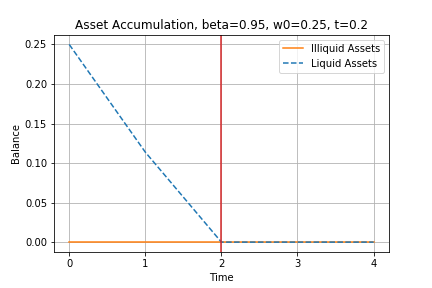 Asset Accumulation, beta=0.95, w0=0.25, t=0.2
Illiquid Assets
Liquid Assets
Balance
0.25
0.20
0.15
0.10
0.05
0.00
0 1 2 3 4
Time